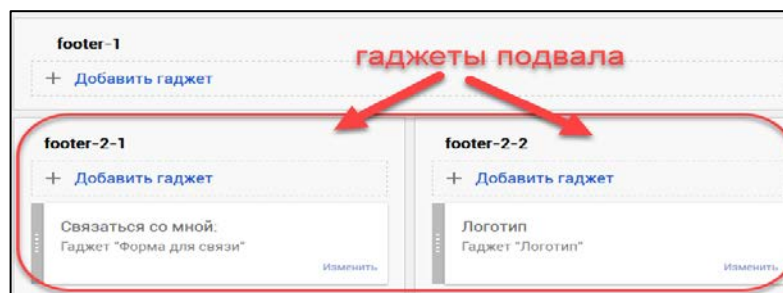 footer-1
гаджеты подвала
+ Добавить гаджет
footer-2-1
+ Добавить гаджет
Связаться со мной:
Гаджет "Форма для связи"
Изменить
footer-2-2
+ Добавить гаджет
Логотип
Гаджет "Логотип"
Изменить